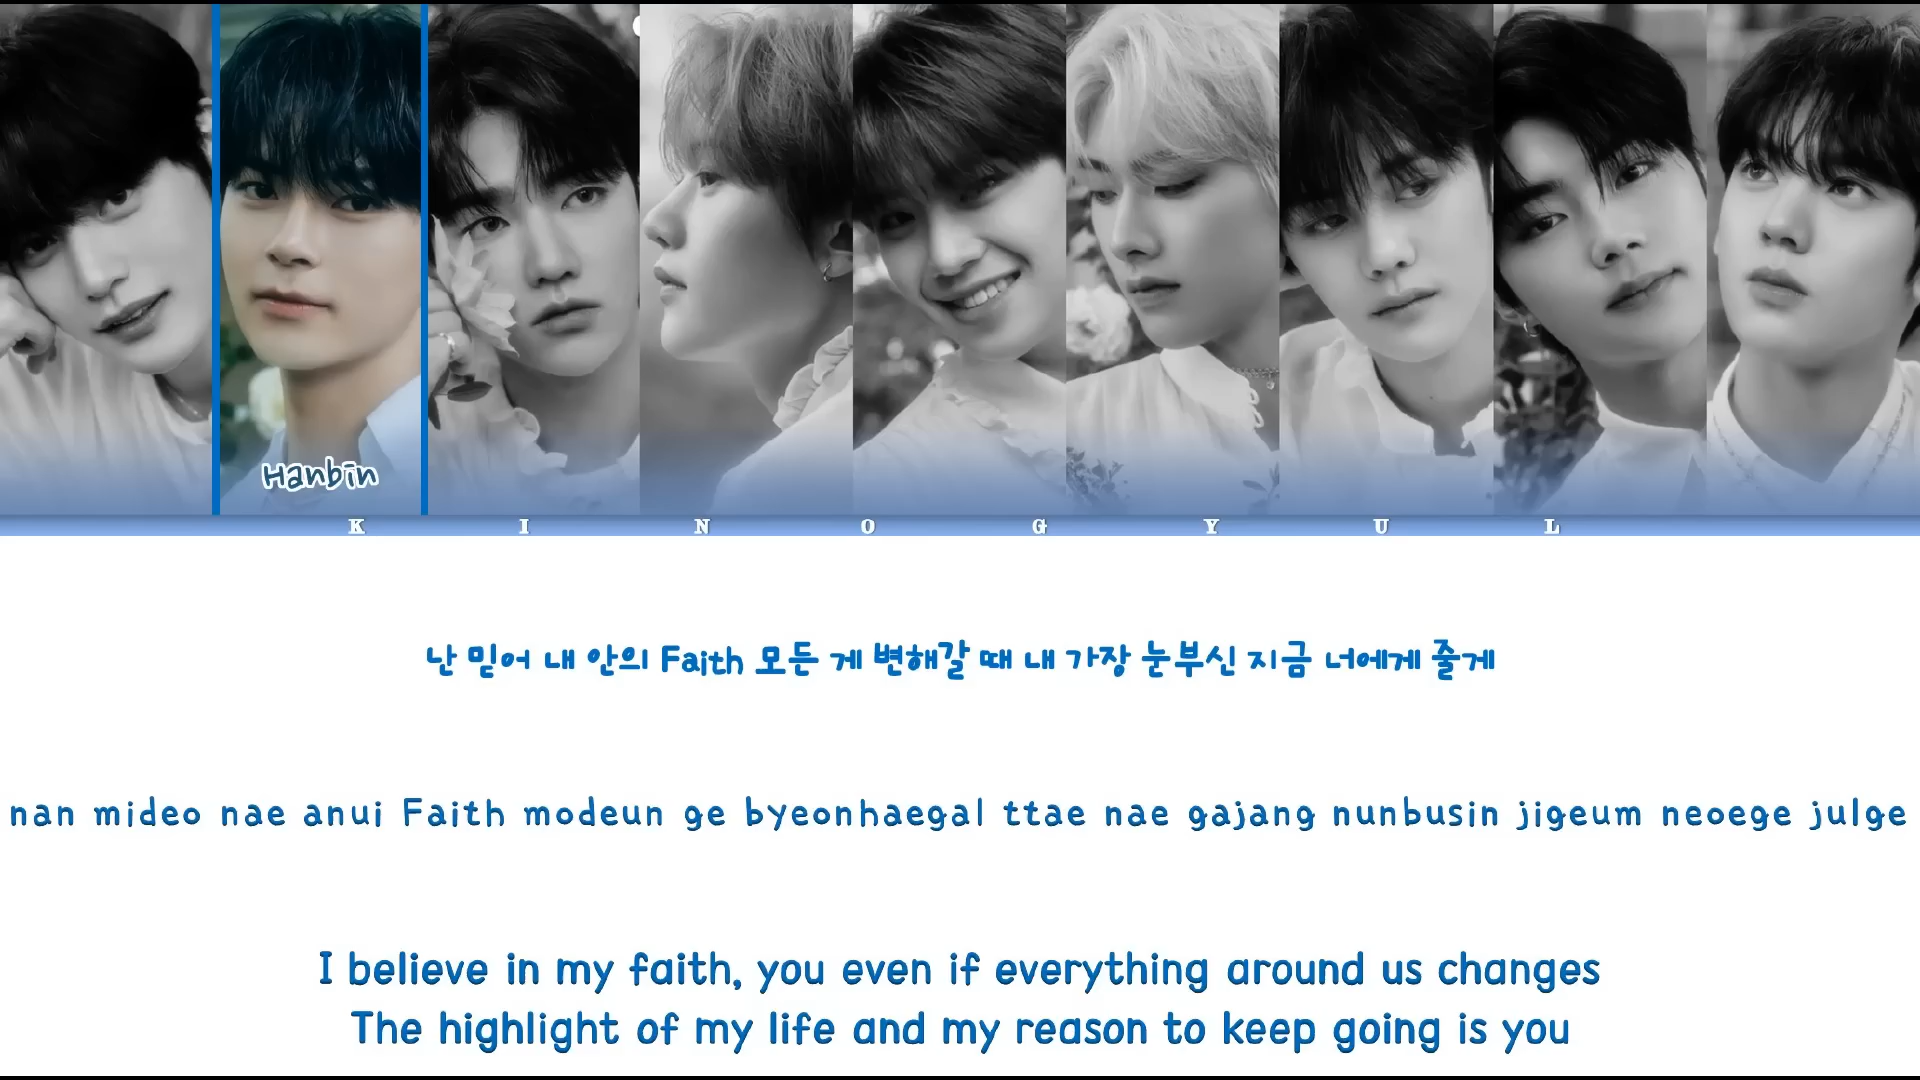 Hanbin
K I N O G Y U L
난 믿어 내 안의 Faith 모든 게 변해갈 때 내 가장 눈부신 지금 너에게 줄게
nan mideo nae anui Faith modeun ge byeonhaegal ttae nae gajang nunbusin jigeum neoege julge
I believe in my faith, you even if everything around us changes
The highlight of my life and my reason to keep going is you